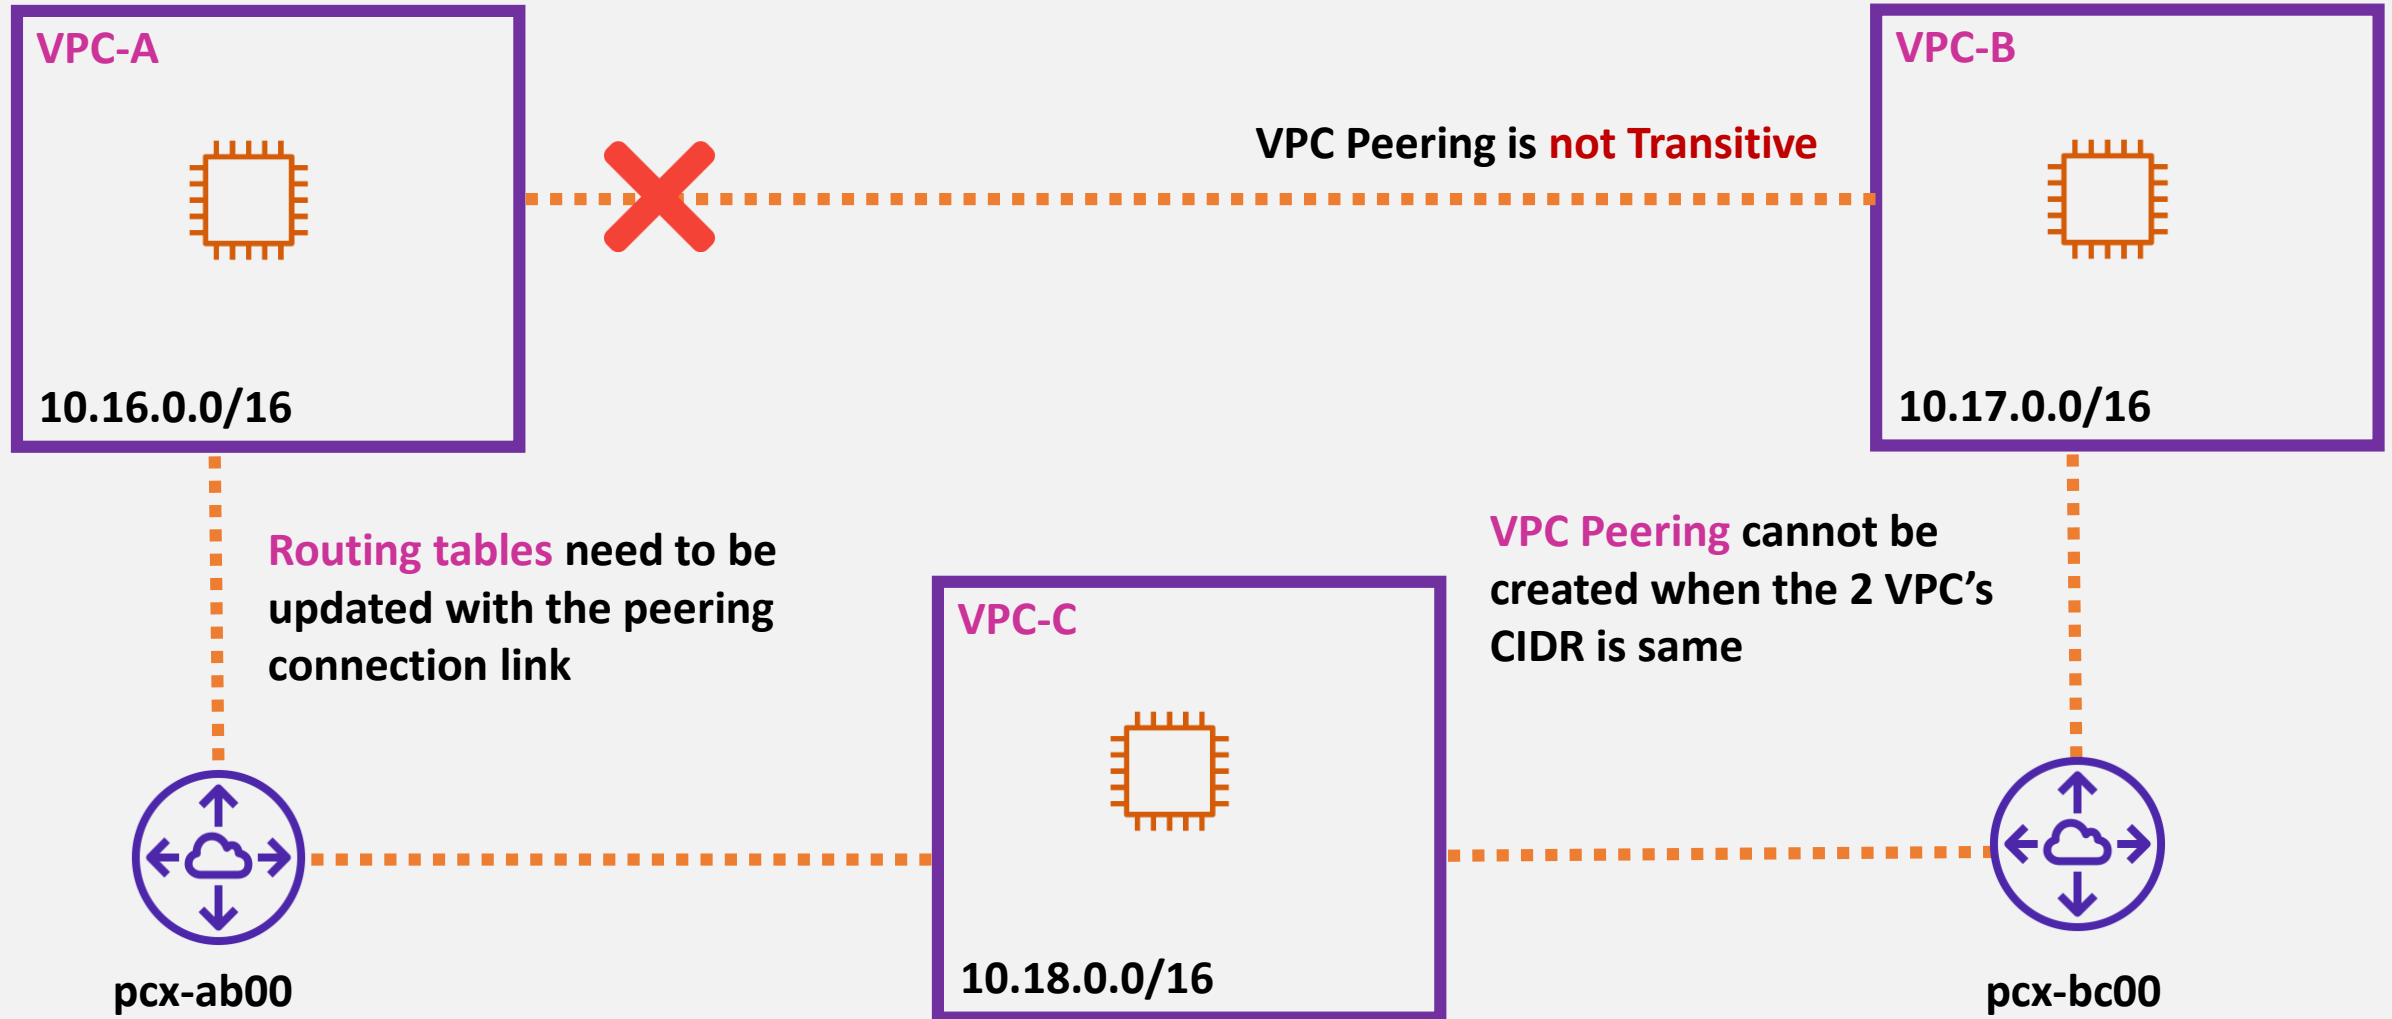 VPC-A
10.16.0.0/16
VPC Peering is not Transitive
VPC-B
10.17.0.0/16
Routing tables need to be
updated with the peering
connection link
VPC-C
10.18.0.0/16
VPC Peering cannot be
created when the 2 VPC’s
CIDR is same
pcx-ab00
pcx-bc00